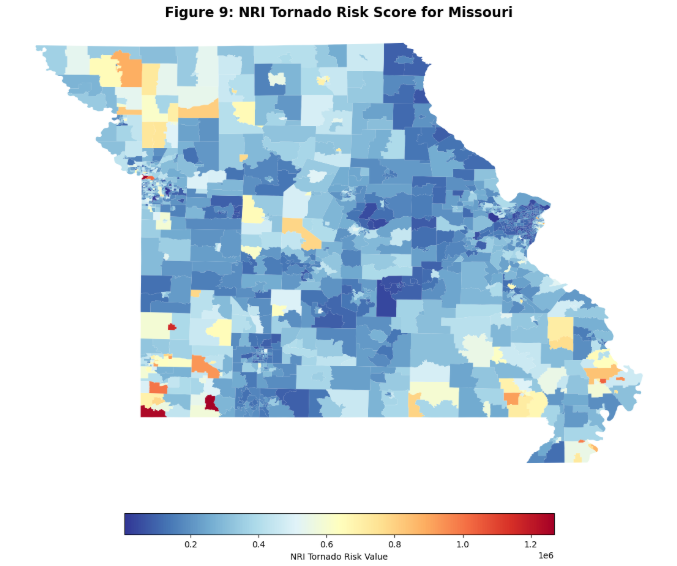 Figure 9: NRI Tornado Risk Score for Missouri
0.2 0.4 0.6 0.8 1.0 1.2
1e6
NRI Tornado Risk Value